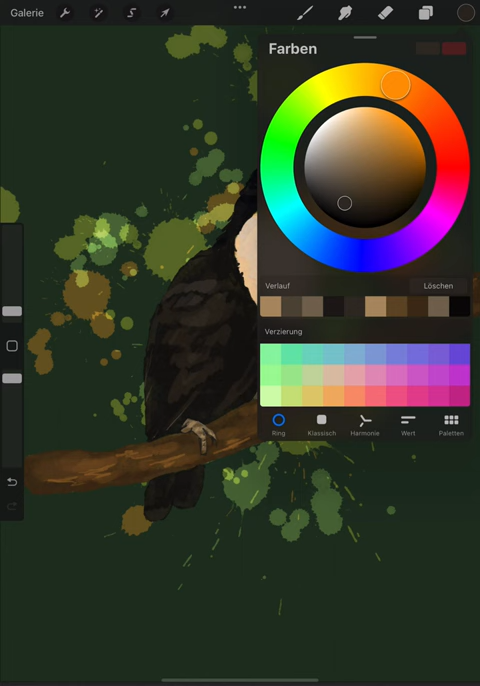 Galerie
Farben
Verlauf
Löschen
Verzierung
Ring
Klassisch
Harmonie
Wert
Paletten